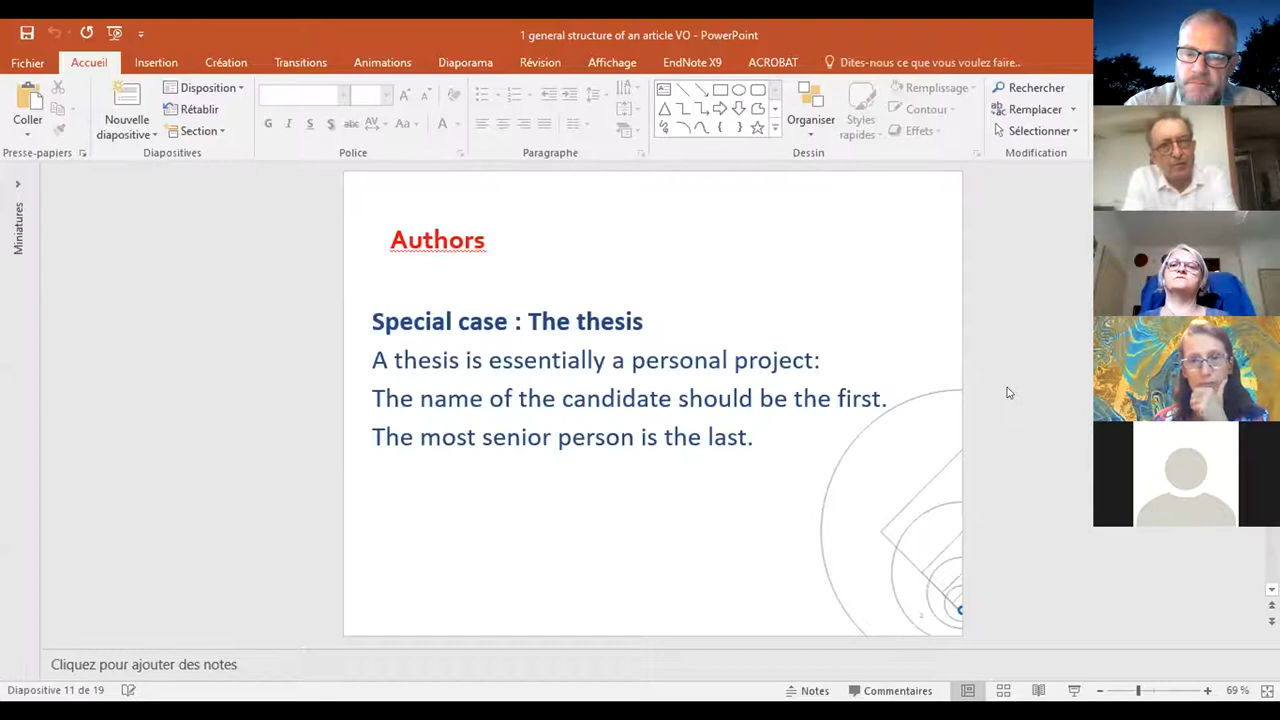 1 general structure of an article VO - PowerPoint
Fichier Accueil Insertion Création Transitions Animations Diaporama Révision Affichage EndNote X9 ACROBAT Dites-nous ce que vous voulez faire..
Coller
Nouvelle diapositive
Disposition
Rétablir
Section
G I S S abc AV Aa A
Organiser
Styles rapides
Remplissage
Contour
Effets
Rechercher
Remplacer
Sélectionner
Presse-papiers Diapositives Police Paragraphe Dessin Modification
Miniatures
Authors
Special case : The thesis
A thesis is essentially a personal project:
The name of the candidate should be the first.
The most senior person is the last.
Cliquez pour ajouter des notes
Diapositive 11 de 19 Notes Commentaires 69 %